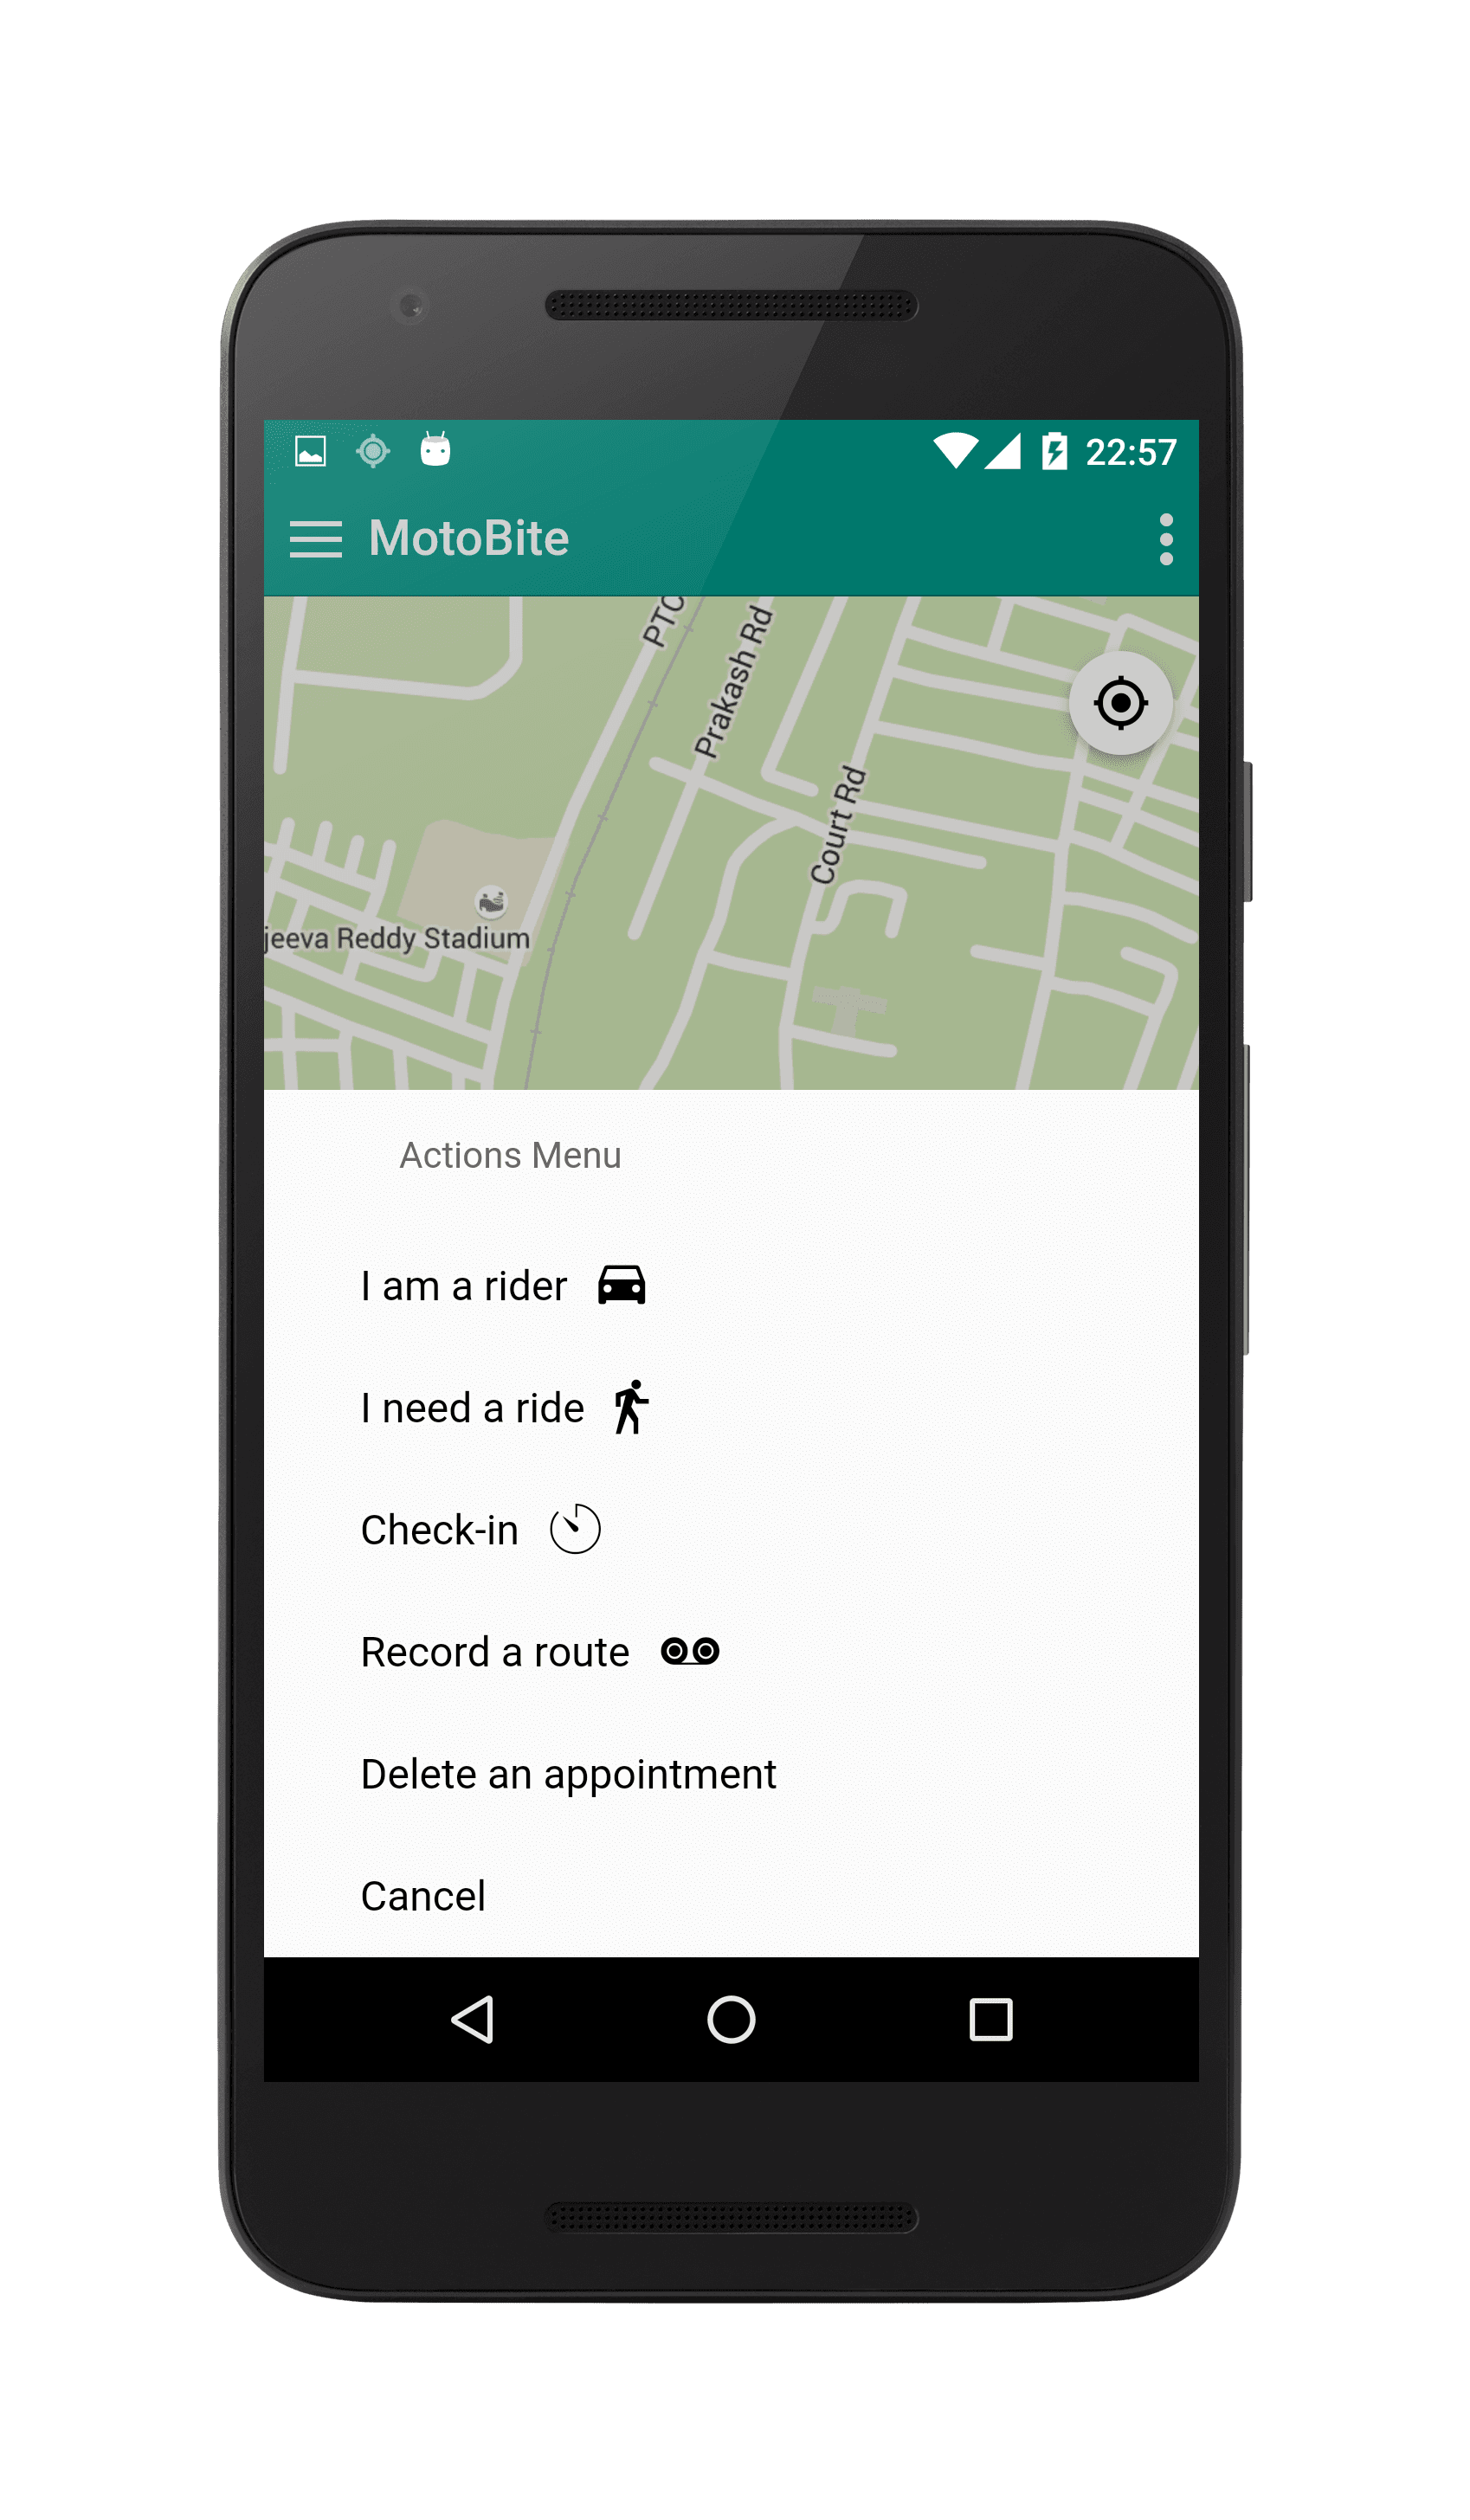 22:57
MotoBite
PTC
Prakash Rd
Court Rd
jeeva Reddy Stadium
Actions Menu
I am a rider
I need a ride
Check-in
Record a route
Delete an appointment
Cancel